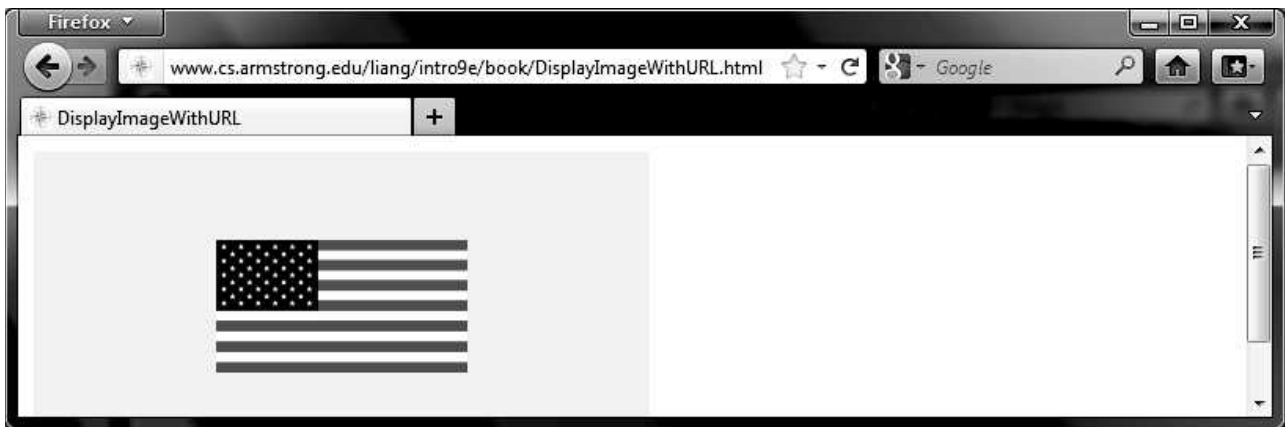 Firefox
www.cs.armstrong.edu/liang/intro9e/book/DisplayImageWithURL.html
Google
DisplayImageWithURL